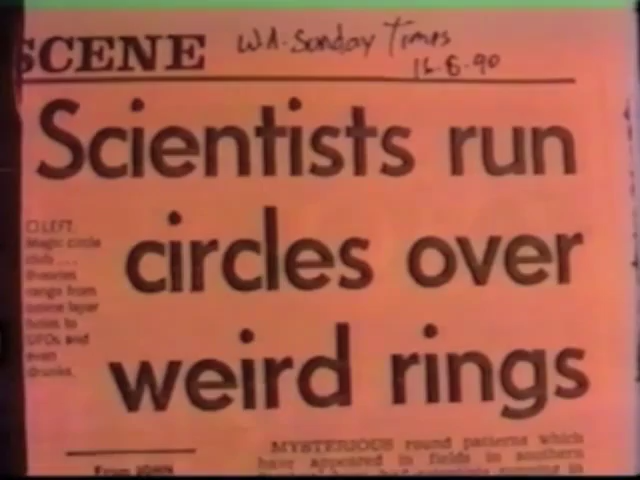 SCENE
W.A. Sunday Times
16-8-90
Scientists run
circles over
weird rings
LEFT:
Magic circle
club ...
theories
range from
ozone layer
holes to
UFOs and
even
drunks.
From JOHN
MYSTERIOUS round patterns which
have appeared in fields in southern